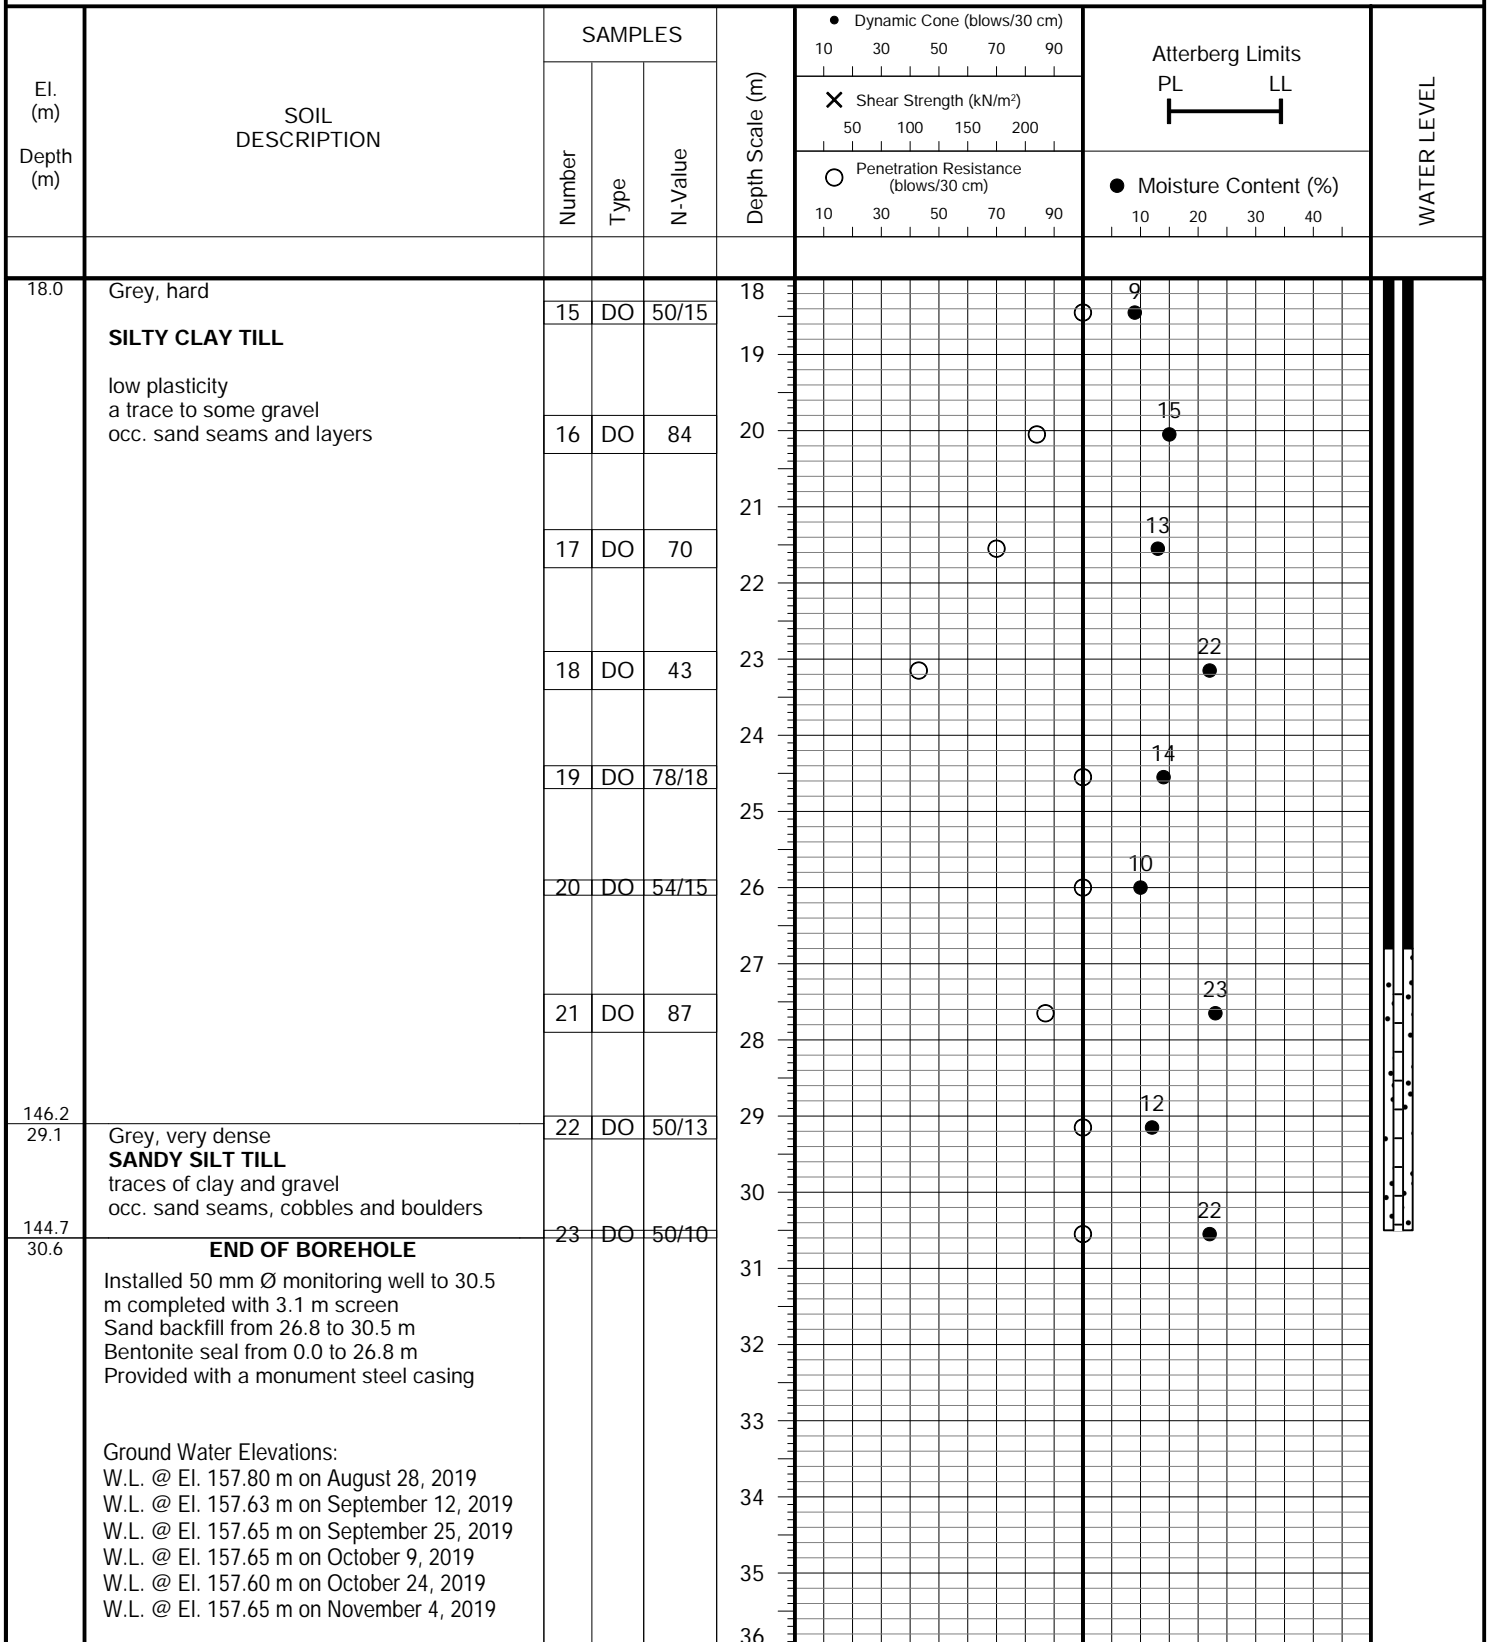 El.
(m)
Depth
(m)
SOIL
DESCRIPTION
SAMPLES
Number
Type
N-Value
Depth Scale (m)
Dynamic Cone (blows/30 cm)
10 30 50 70 90
Shear Strength (kN/m²)
50 100 150 200
Penetration Resistance
(blows/30 cm)
10 30 50 70 90
Atterberg Limits
PL LL
Moisture Content (%)
10 20 30 40
WATER LEVEL
18.0 Grey, hard 18 9
15 DO 50/15
SILTY CLAY TILL
19
low plasticity
a trace to some gravel 15
occ. sand seams and layers 16 DO 84 20
21
13
17 DO 70
22
22
18 DO 43 23
24
14
19 DO 78/18
25
10
20 DO 54/15 26
27
23
21 DO 87
28
12
146.2 29
29.1 Grey, very dense 22 DO 50/13
SANDY SILT TILL
traces of clay and gravel 30
occ. sand seams, cobbles and boulders 22
144.7 23 DO 50/10
30.6 END OF BOREHOLE
31
Installed 50 mm Ø monitoring well to 30.5
m completed with 3.1 m screen
Sand backfill from 26.8 to 30.5 m
32
Bentonite seal from 0.0 to 26.8 m
Provided with a monument steel casing
33
Ground Water Elevations:
W.L. @ El. 157.80 m on August 28, 2019
34
W.L. @ El. 157.63 m on September 12, 2019
W.L. @ El. 157.65 m on September 25, 2019
W.L. @ El. 157.65 m on October 9, 2019
35
W.L. @ El. 157.60 m on October 24, 2019
W.L. @ El. 157.65 m on November 4, 2019
36